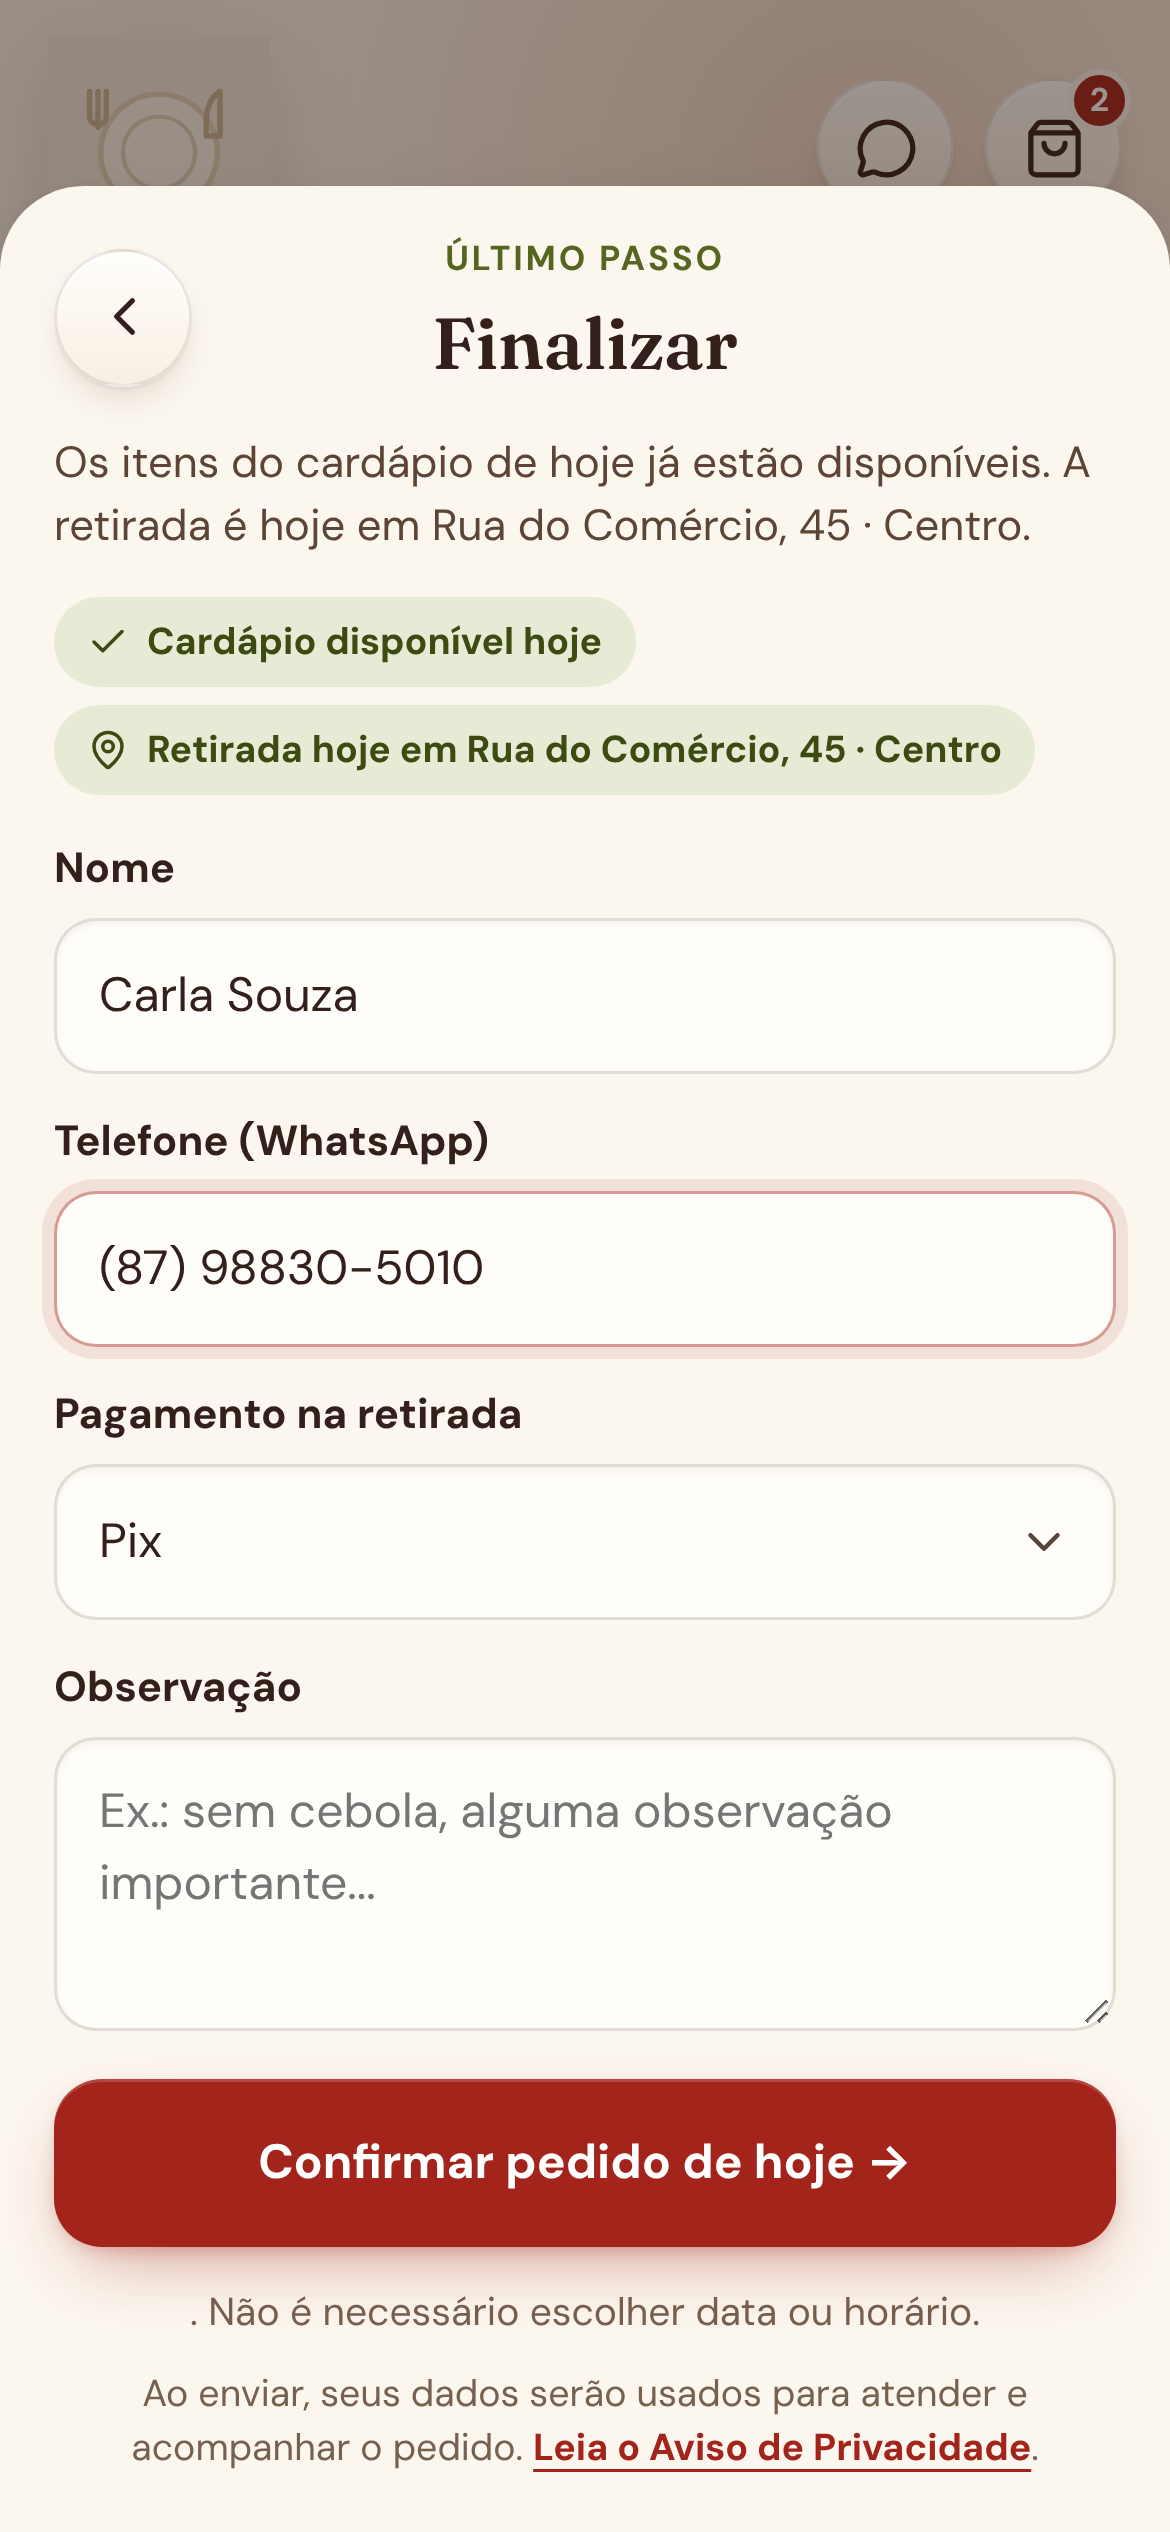 2
ÚLTIMO PASSO
Finalizar
Os itens do cardápio de hoje já estão disponíveis. A
retirada é hoje em Rua do Comércio, 45 · Centro.
Cardápio disponível hoje
Retirada hoje em Rua do Comércio, 45 · Centro
Nome
Carla Souza
Telefone (WhatsApp)
(87) 98830-5010
Pagamento na retirada
Pix
Observação
Ex.: sem cebola, alguma observação
importante...
Confirmar pedido de hoje →
. Não é necessário escolher data ou horário.
Ao enviar, seus dados serão usados para atender e
acompanhar o pedido. Leia o Aviso de Privacidade.